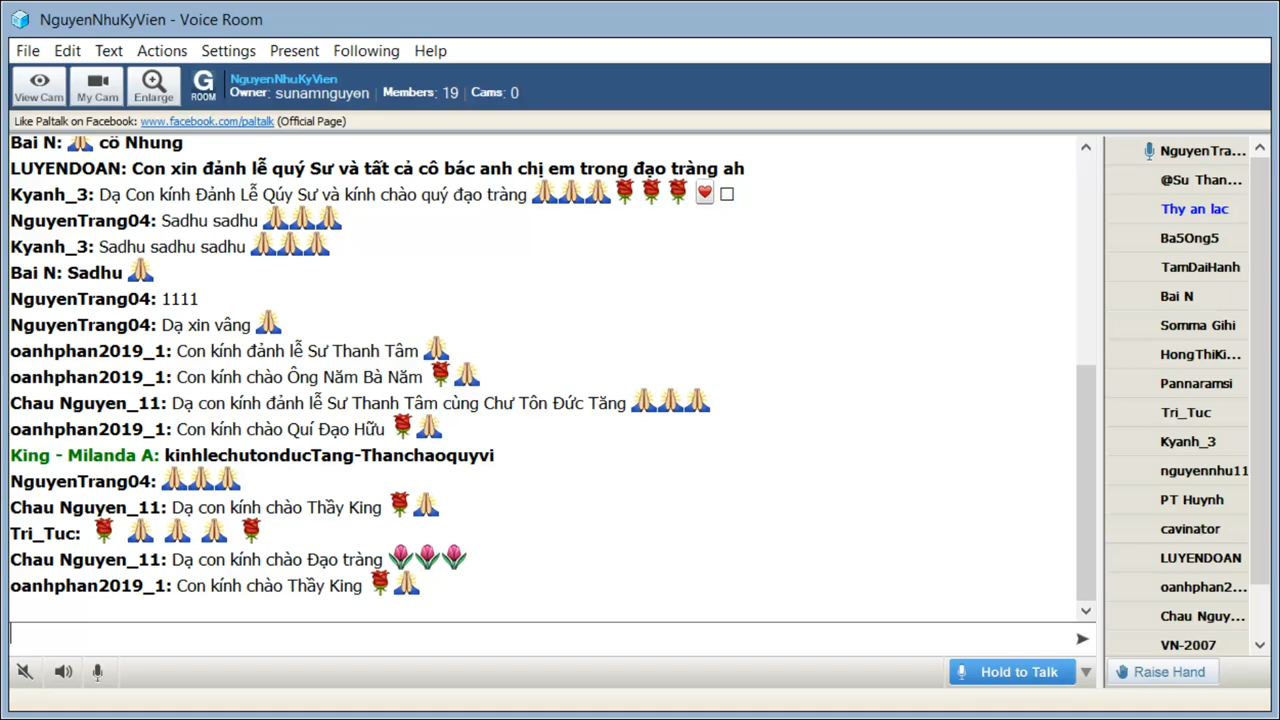 NguyenNhuKyVien - Voice Room
File Edit Text Actions Settings Present Following Help
View Cam My Cam Enlarge G ROOM
NguyenNhuKyVien
Owner: sunamnguyen | Members: 19 | Cams: 0
Like Paltalk on Facebook: www.facebook.com/paltalk (Official Page)
Bai N: 🙏 cô Nhung
LUYENDOAN: Con xin đảnh lễ quý Sư và tất cả cô bác anh chị em trong đạo tràng ah
Kyanh_3: Dạ Con kính Đảnh Lễ Qúy Sư và kính chào quý đạo tràng 🙏🙏🙏🌹🌹🌹💌□
NguyenTrang04: Sadhu sadhu 🙏🙏🙏
Kyanh_3: Sadhu sadhu sadhu 🙏🙏🙏
Bai N: Sadhu 🙏
NguyenTrang04: 1111
NguyenTrang04: Dạ xin vâng 🙏
oanhphan2019_1: Con kính đảnh lễ Sư Thanh Tâm 🙏
oanhphan2019_1: Con kính chào Ông Năm Bà Năm 🌹🙏
Chau Nguyen_11: Dạ con kính đảnh lễ Sư Thanh Tâm cùng Chư Tôn Đức Tăng 🙏🙏🙏
oanhphan2019_1: Con kính chào Quí Đạo Hữu 🌹🙏
King - Milanda A: kinhlechutonducTang-Thanchaoquyvi
NguyenTrang04: 🙏🙏🙏
Chau Nguyen_11: Dạ con kính chào Thầy King 🌹🙏
Tri_Tuc: 🌹 🙏 🙏 🙏 🌹
Chau Nguyen_11: Dạ con kính chào Đạo tràng 🌷🌷🌷
oanhphan2019_1: Con kính chào Thầy King 🌹🙏
Hold to Talk
NguyenTra...
@Su Than...
Thy an lac
Ba5Ong5
TamDaiHanh
Bai N
Somma Gihi
HongThiKi...
Pannaramsi
Tri_Tuc
Kyanh_3
nguyennhu11
PT Huynh
cavinator
LUYENDOAN
oanhphan2...
Chau Nguy...
VN-2007
Raise Hand